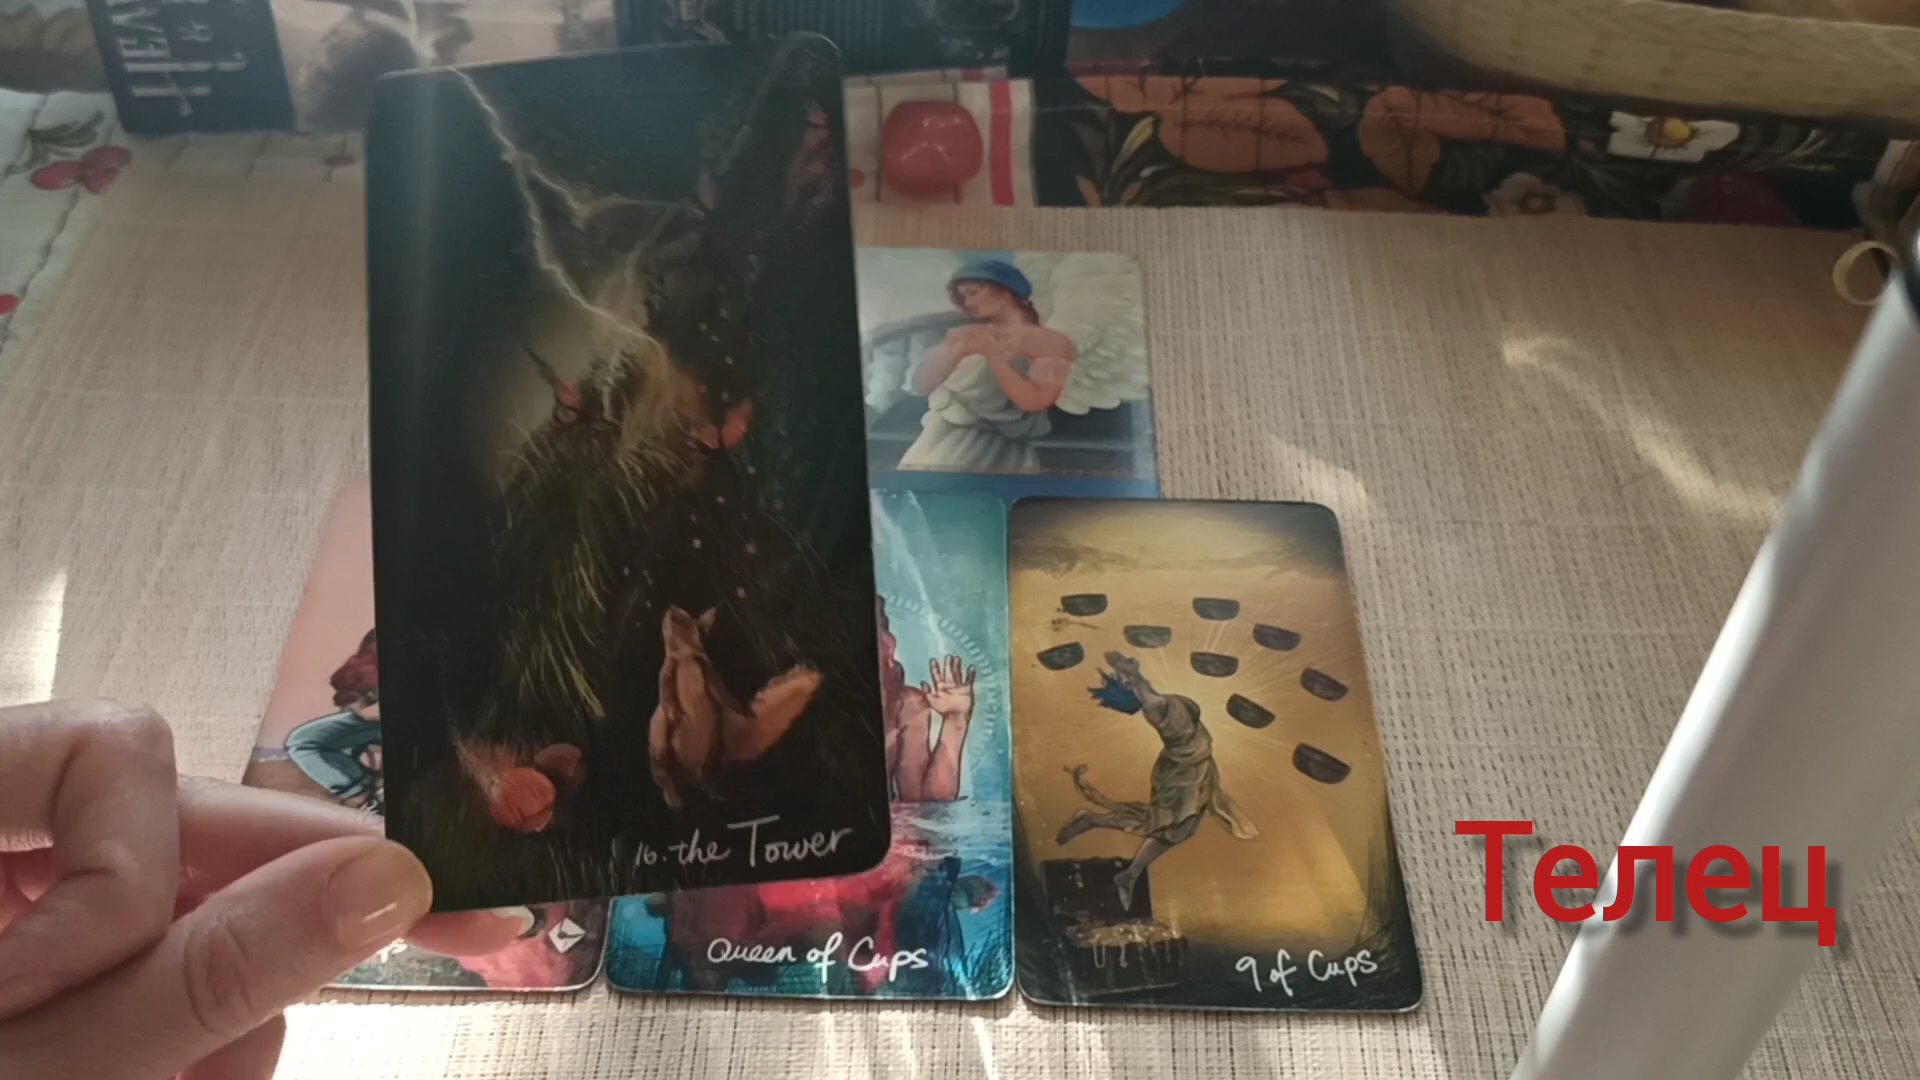 16. the Tower
Queen of Cups
9 of Cups
Телец